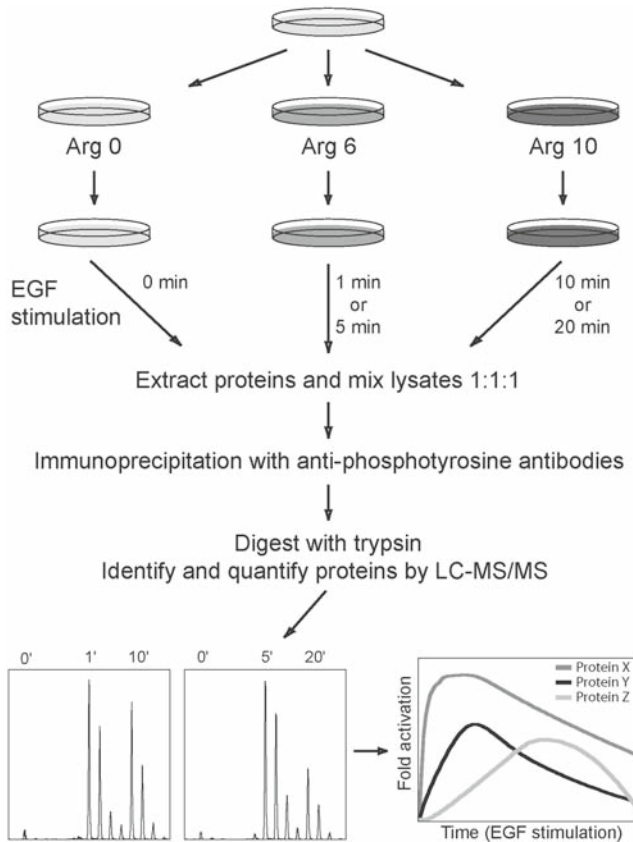 Arg 0
Arg 6
Arg 10
EGF
stimulation
0 min
1 min
or
5 min
10 min
or
20 min
Extract proteins and mix lysates 1:1:1
Immunoprecipitation with anti-phosphotyrosine antibodies
Digest with trypsin
Identify and quantify proteins by LC-MS/MS
0' 1' 10'
0' 5' 20'
Protein X
Protein Y
Protein Z
Fold activation
Time (EGF stimulation)